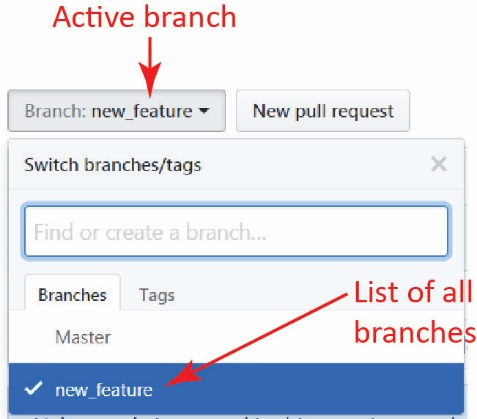 Active branch
Branch: new_feature
New pull request
Switch branches/tags
Find or create a branch...
Branches
Tags
List of all
branches
Master
new_feature